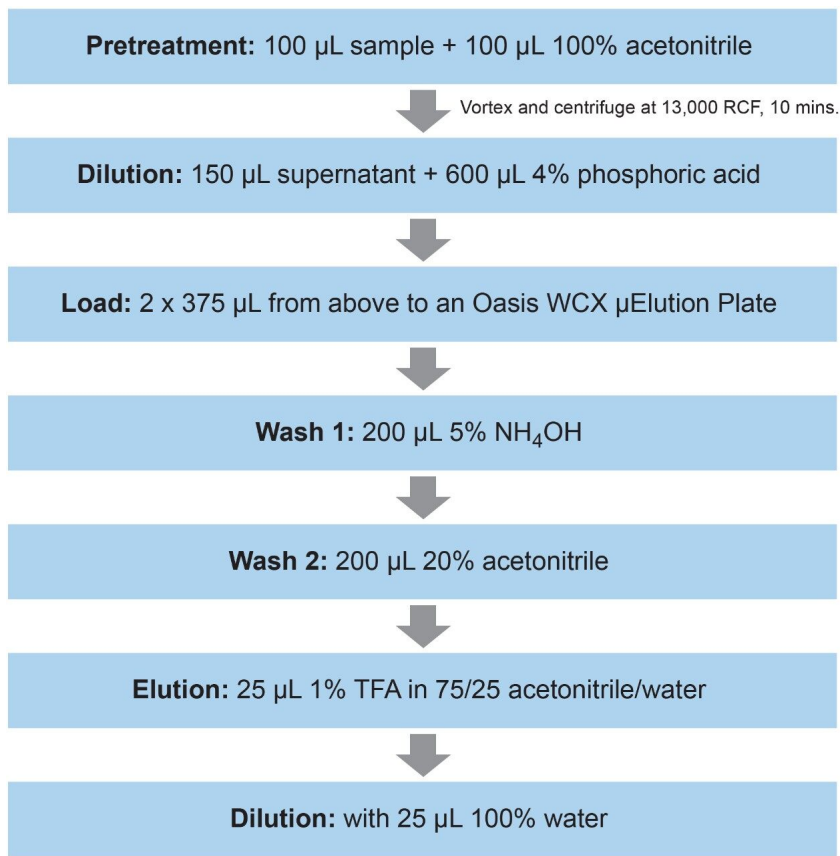 Pretreatment: 100 µL sample + 100 µL 100% acetonitrile
Vortex and centrifuge at 13,000 RCF, 10 mins.
Dilution: 150 µL supernatant + 600 µL 4% phosphoric acid
Load: 2 x 375 µL from above to an Oasis WCX µElution Plate
Wash 1: 200 µL 5% NH₄OH
Wash 2: 200 µL 20% acetonitrile
Elution: 25 µL 1% TFA in 75/25 acetonitrile/water
Dilution: with 25 µL 100% water